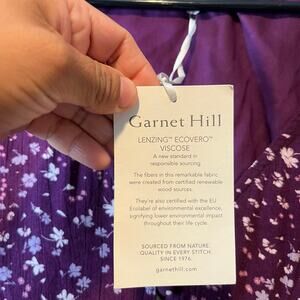 Garnet Hill
LENZING™ ECOVERO™
VISCOSE
A new standard in
responsible sourcing
The fibers in this remarkable fabric
were created from certified renewable
wood sources.
They're also certified with the EU
Ecolabel of environmental excellence,
signifying lower environmental impact
throughout their life cycle.
SOURCED FROM NATURE.
QUALITY IN EVERY STITCH.
SINCE 1976.
garnethill.com